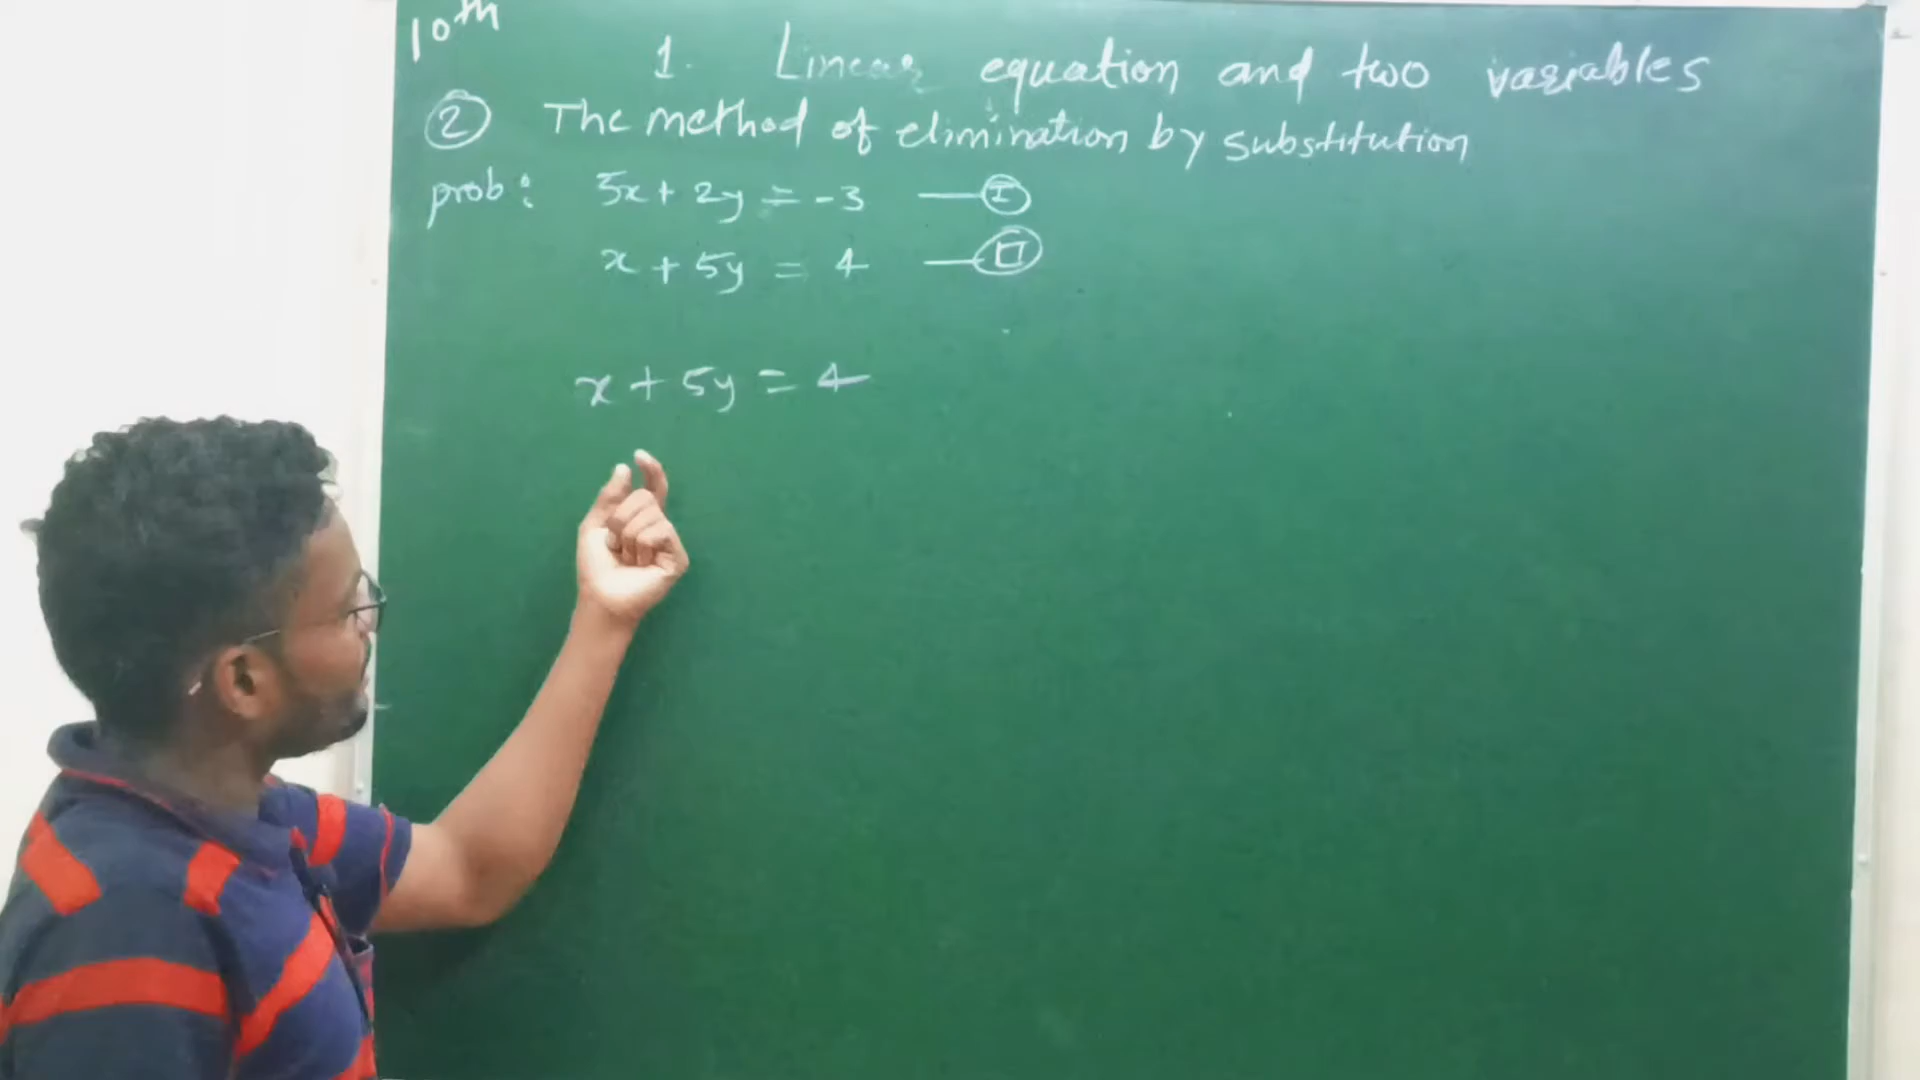 10th
1. Linear equation and two variables
② The method of elimination by substitution
prob: 5x + 2y = -3 —Ⓘ
x + 5y = 4 —Ⅱ
x + 5y = 4